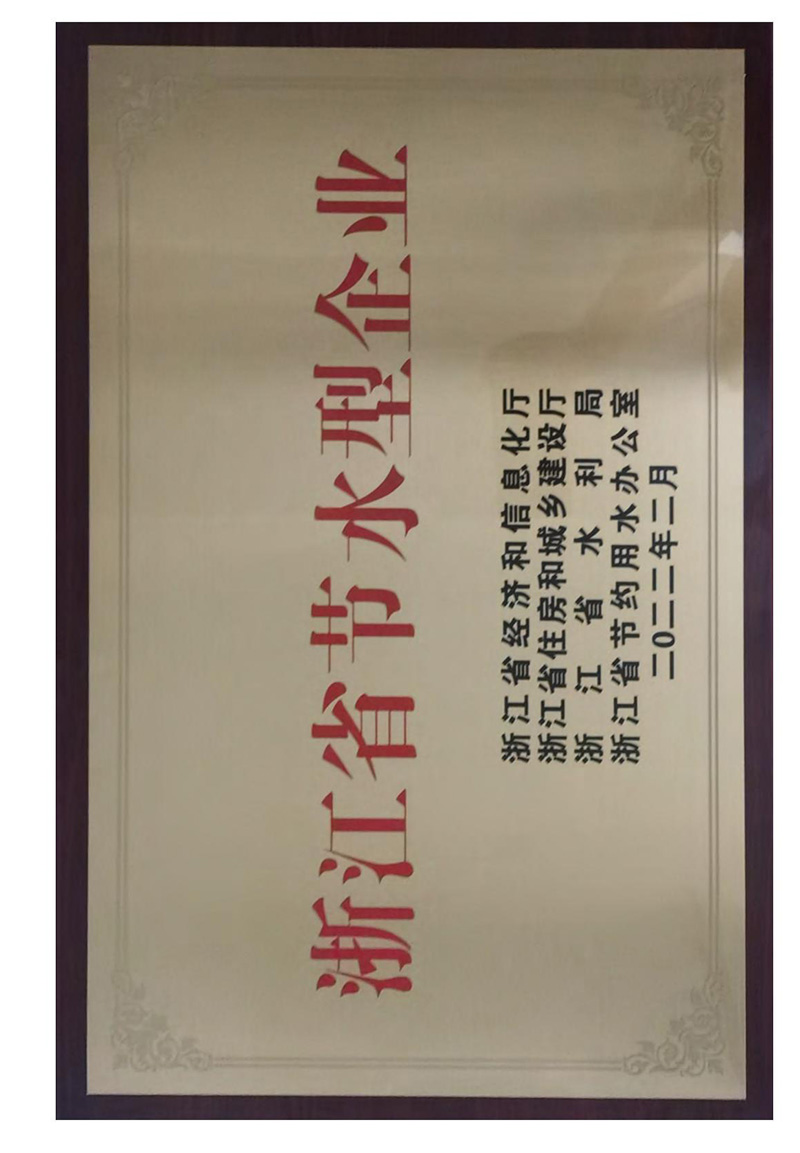 浙江省节水型企业
浙江省经济和信息化厅
浙江省住房和城乡建设厅
浙江省水利局
浙江省节约用水办公室
二0二二年二月